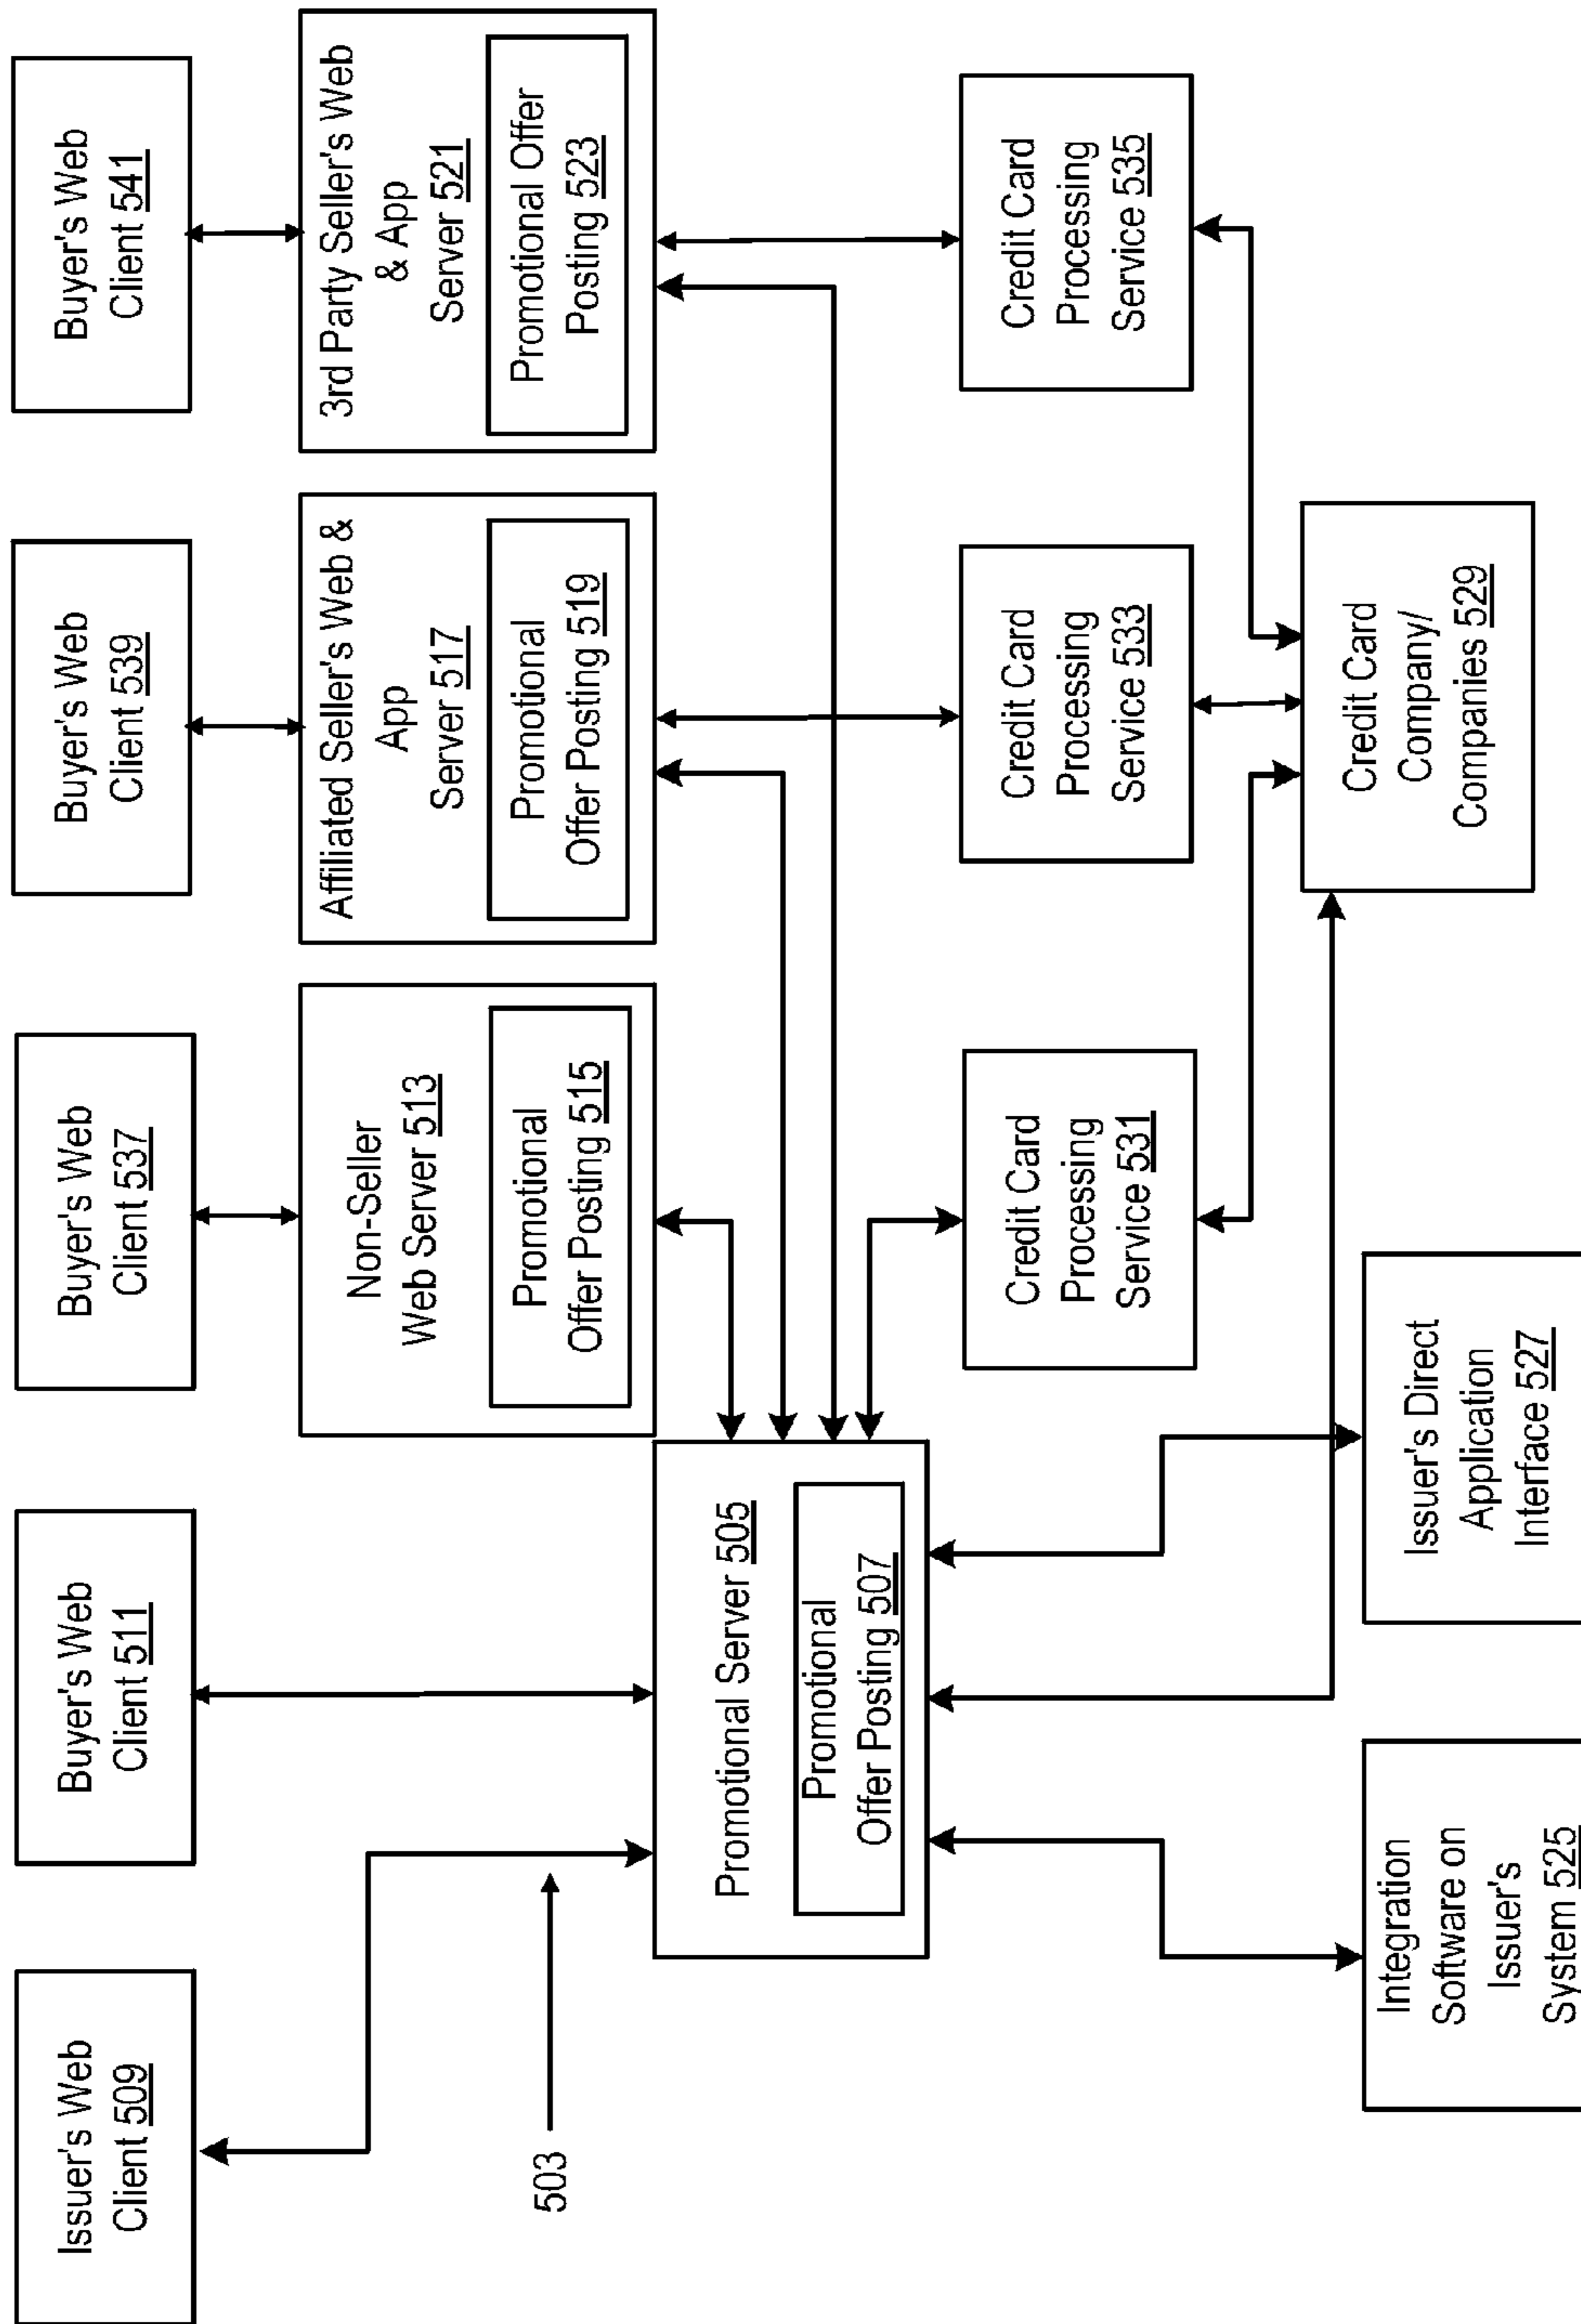 Issuer's Web
Client 509
Buyer's Web
Client 511
Buyer's Web
Client 537
Buyer's Web
Client 539
Buyer's Web
Client 541
503
Promotional Server 505
Promotional
Offer Posting 507
Non-Seller
Web Server 513
Promotional
Offer Posting 515
Affiliated Seller's Web &
App
Server 517
Promotional
Offer Posting 519
3rd Party Seller's Web
& App
Server 521
Promotional Offer
Posting 523
Credit Card
Processing
Service 531
Credit Card
Processing
Service 533
Credit Card
Processing
Service 535
Integration
Software on
Issuer's
System 525
Issuer's Direct
Application
Interface 527
Credit Card
Company/
Companies 529